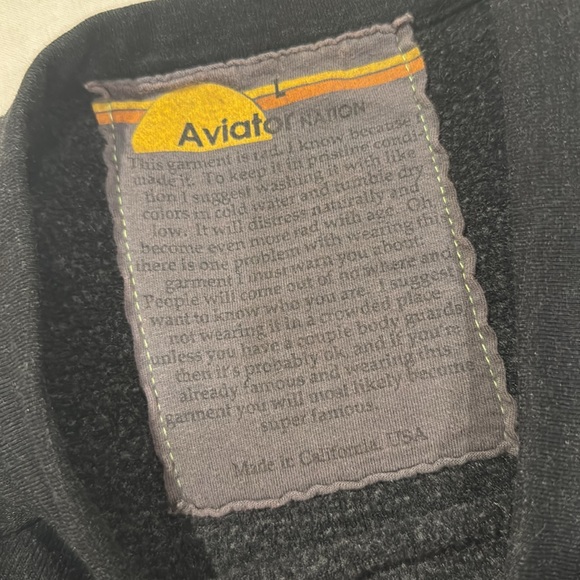 L
Aviator NATION
This garment is rad. I know because I
made it. To keep it in pristine condi-
tion I suggest washing it with like
colors in cold water and tumble dry
low. It will distress naturally and
become even more rad with age. Oh,
there is one problem with wearing this
garment I must warn you about.
People will come out of no where and
want to know who you are. I suggest
not wearing it in a crowded place
unless you have a couple body guards
then it's probably ok, and if you're
already famous and wearing this
garment you will most likely become
super famous.
Made in California, USA